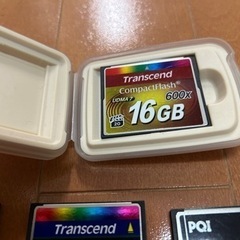 Transcend
CompactFlash
600x
UDMA 7
16GB
Transcend
PQI